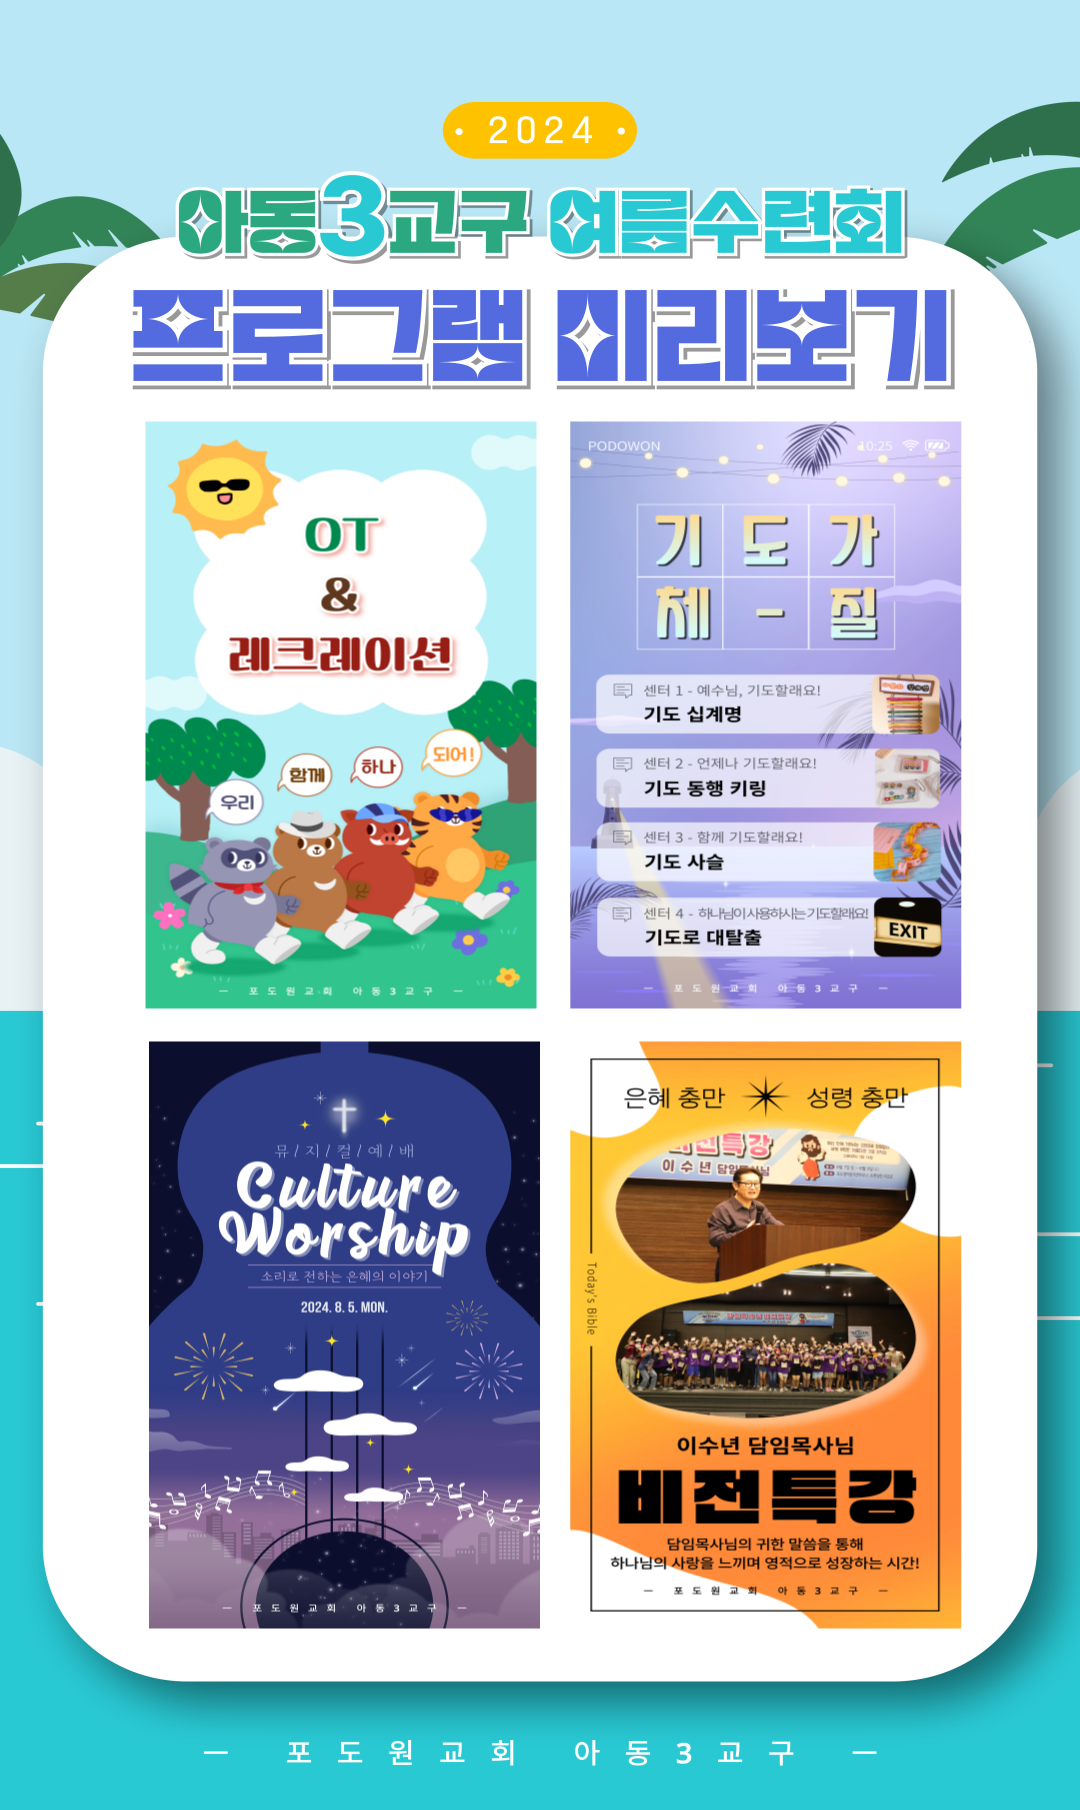 2024
아동3교구 여름수련회
프로그램 미리보기
OT
&
레크레이션
우리
함께
하나
되어!
— 포도원교회 아동3교구 —
PODOWON
10:25
기도가
체-질
센터 1 - 예수님, 기도할래요!
기도 십계명
센터 2 - 언제나 기도할래요!
기도 동행 키링
센터 3 - 함께 기도할래요!
기도 사슬
센터 4 - 하나님이 사용하시는 기도할래요!
기도로 대탈출
EXIT
— 포도원교회 아동3교구 —
뮤/지/컬/예/배
Culture
Worship
소리로 전하는 은혜의 이야기
2024. 8. 5. MON.
— 포도원교회 아동3교구 —
은혜 충만 성령 충만
비전특강
이수년 담임목사님
Today's Bible
이수년 담임목사님
비전특강
담임목사님의 귀한 말씀을 통해
하나님의 사랑을 느끼며 영적으로 성장하는 시간!
— 포도원교회 아동3교구 —
— 포도원교회 아동3교구 —